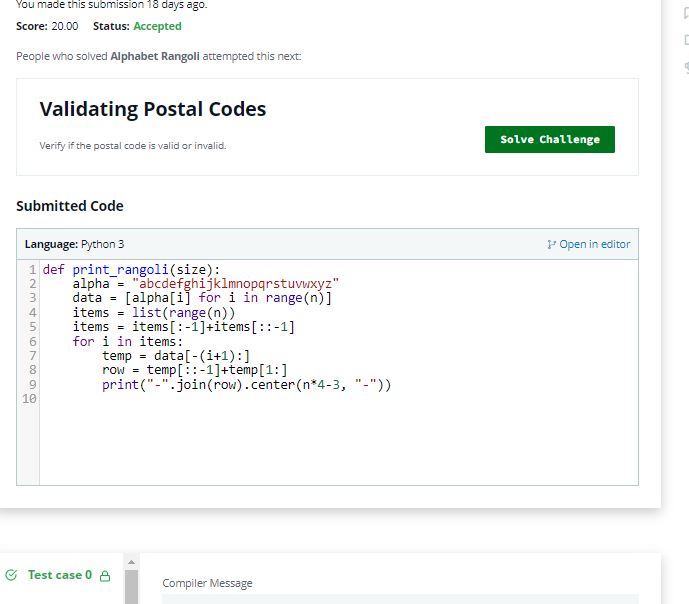 You made this submission 18 days ago.
Score: 20.00 Status: Accepted
People who solved Alphabet Rangoli attempted this next:
Validating Postal Codes
Verify if the postal code is valid or invalid.
Solve Challenge
Submitted Code
Language: Python 3
Open in editor
1 def print_rangoli(size):
2     alpha = "abcdefghijklmnopqrstuvwxyz"
3     data = [alpha[i] for i in range(n)]
4     items = list(range(n))
5     items = items[:-1]+items[::-1]
6     for i in items:
7         temp = data[-(i+1):]
8         row = temp[::-1]+temp[1:]
9         print("-".join(row).center(n*4-3, "-"))
10
Test case 0
Compiler Message